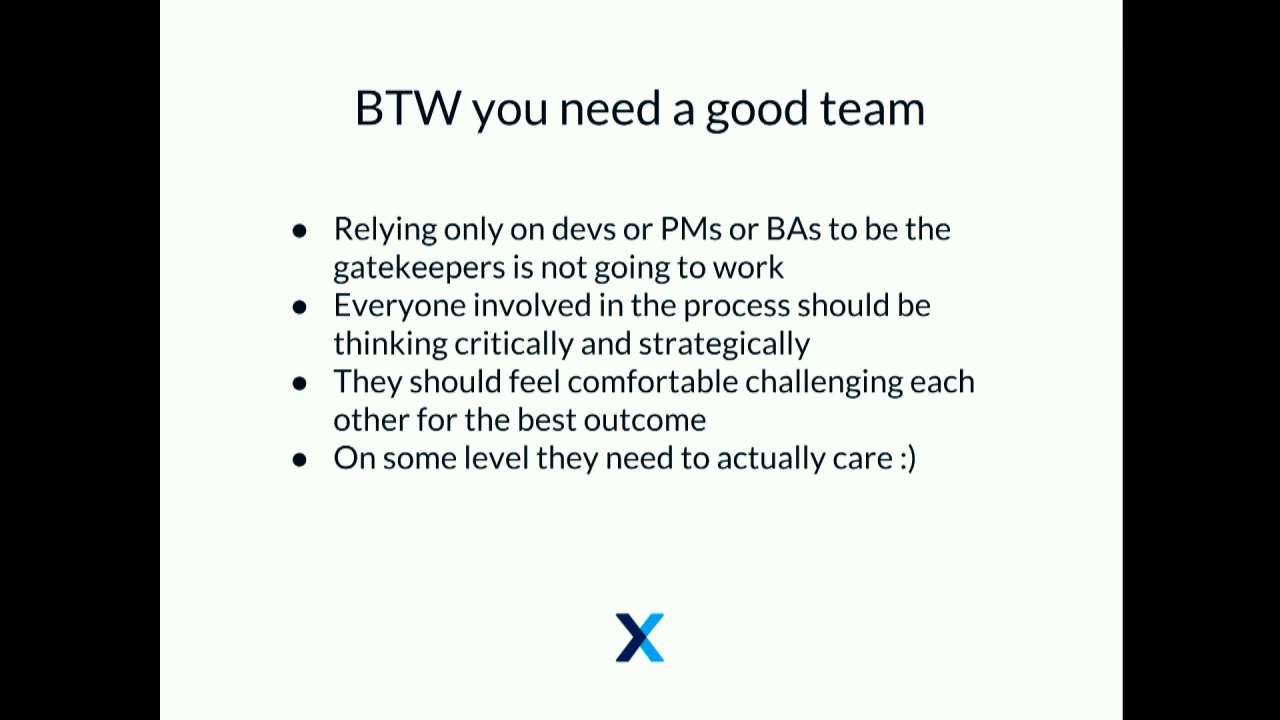 BTW you need a good team
● Relying only on devs or PMs or BAs to be the
gatekeepers is not going to work
● Everyone involved in the process should be
thinking critically and strategically
● They should feel comfortable challenging each
other for the best outcome
● On some level they need to actually care :)
X